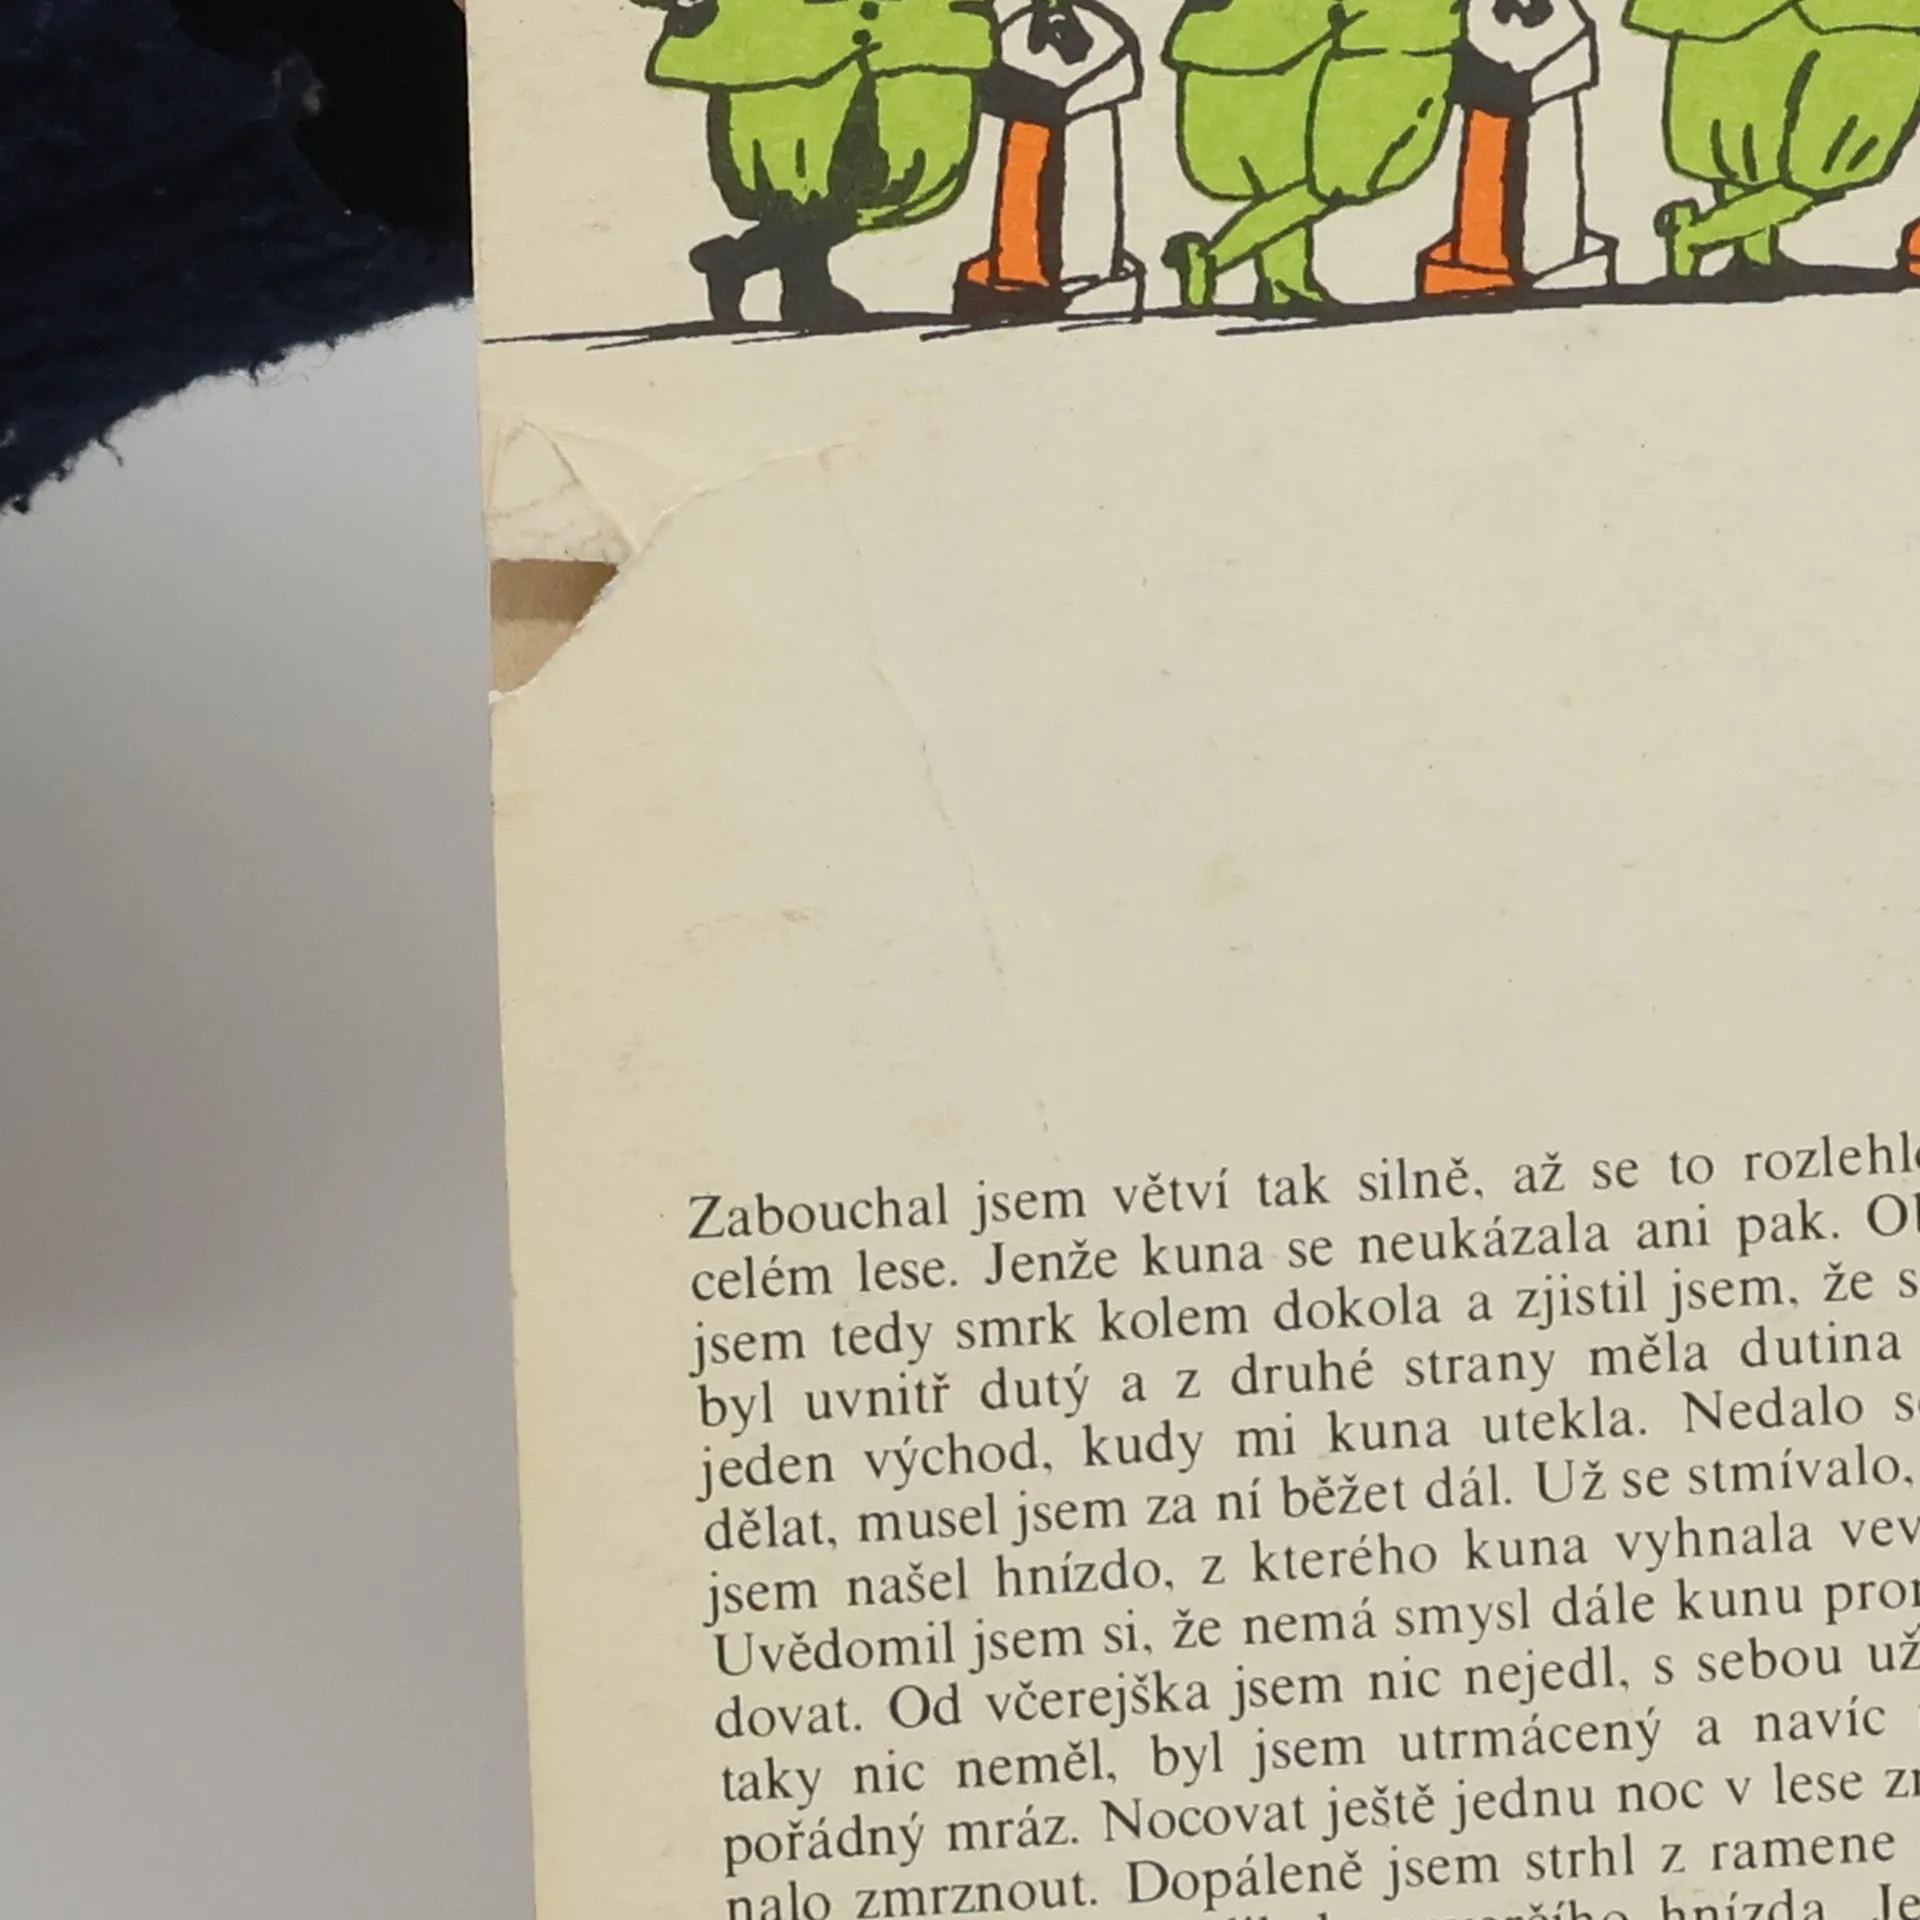 Zabouchal jsem větví tak silně, až se to
celém lese. Jenže kuna se neukázala ani pak.
jsem tedy smrk kolem dokola a zjistil jsem, že
byl uvnitř dutý a z druhé strany měla dutina
jeden východ, kudy mi kuna utekla. Nedalo
dělat, musel jsem za ní běžet dál. Už se stmívalo,
jsem našel hnízdo, z kterého kuna vyhnala
Uvědomil jsem si, že nemá smysl dále kunu
dovat. Od včerejška jsem nic nejedl, s sebou
taky nic neměl, byl jsem utrmácený a navíc
pořádný mráz. Nocovat ještě jednu noc v lese
nalo zmrznout. Dopáleně jsem strhl z ramene
hnízda.